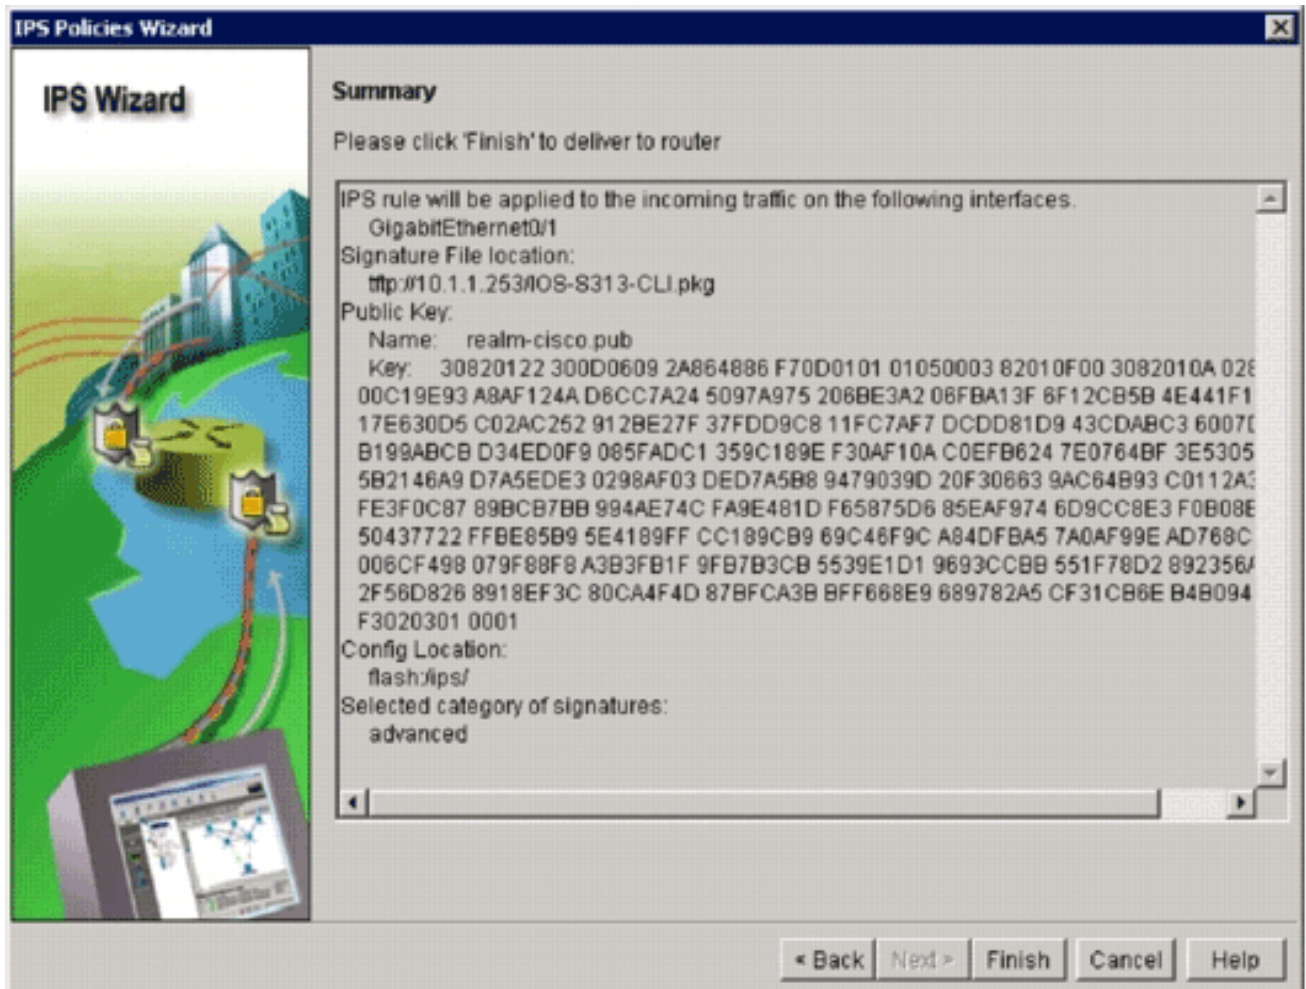 IPS Policies Wizard
IPS Wizard
Summary
Please click 'Finish' to deliver to router
IPS rule will be applied to the incoming traffic on the following interfaces.
GigabitEthernet0/1
Signature File location:
tftp://10.1.1.253/IOS-S313-CLI.pkg
Public Key:
Name: realm-cisco.pub
Key: 30820122 300D0609 2A864886 F70D0101 01050003 82010F00 3082010A 028
00C19E93 A8AF124A D6CC7A24 5097A975 206BE3A2 06FBA13F 6F12CB5B 4E441F1
17E630D5 C02AC252 912BE27F 37FDD9C8 11FC7AF7 DCDD81D9 43CDABC3 6007D
B199ABCB D34ED0F9 085FADC1 359C189E F30AF10A C0EFB624 7E0764BF 3E5305
5B2146A9 D7A5EDE3 0298AF03 DED7A5B8 9479039D 20F30663 9AC64B93 C0112A3
FE3F0C87 89BCB7BB 994AE74C FA9E481D F65875D6 85EAF974 6D9CC8E3 F0B08E
50437722 FFBE85B9 5E4189FF CC189CB9 69C46F9C A84DFBA5 7A0AF99E AD768C
006CF498 079F88F8 A3B3FB1F 9FB7B3CB 5539E1D1 9693CCBB 551F78D2 892356A
2F56D826 8918EF3C 80CA4F4D 87BFCA3B BFF668E9 689782A5 CF31CB6E B4B094
F3020301 0001
Config Location:
flash:/ips/
Selected category of signatures:
advanced
< Back Next > Finish Cancel Help